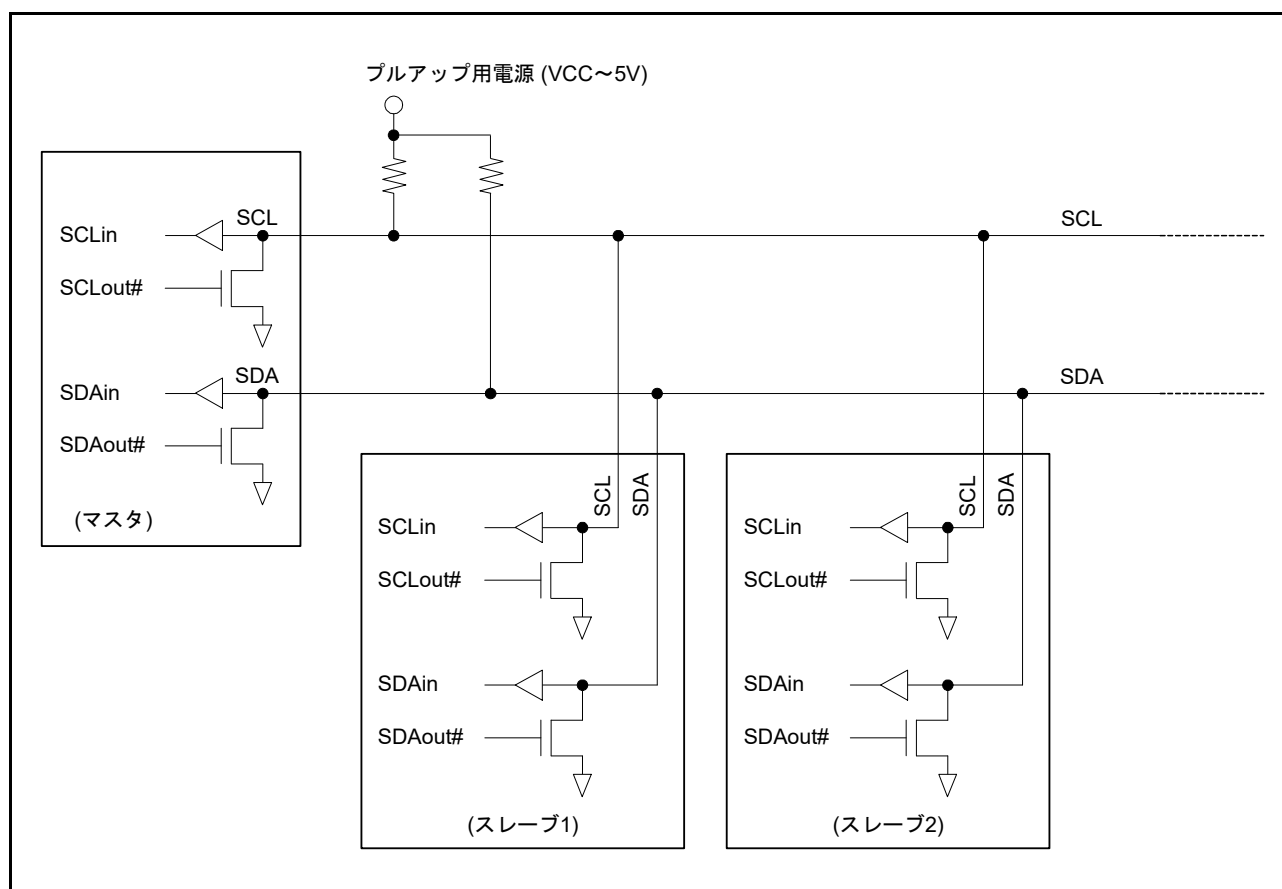 プルアップ用電源 (VCC～5V)
SCL
SCLin
SCLout#
SDA
SDAin
SDAout#
(マスタ)
SCL
SDA
SCL
SDA
SCLin
SCLout#
SDAin
SDAout#
(スレーブ1)
SCL
SDA
SCLin
SCLout#
SDAin
SDAout#
(スレーブ2)